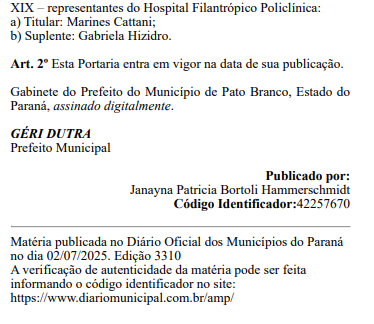 XIX – representantes do Hospital Filantrópico Policlínica:
a) Titular: Marines Cattani;
b) Suplente: Gabriela Hizidro.
Art. 2º Esta Portaria entra em vigor na data de sua publicação.
Gabinete do Prefeito do Município de Pato Branco, Estado do
Paraná, assinado digitalmente.
GÉRI DUTRA
Prefeito Municipal
Publicado por:
Janayna Patricia Bortoli Hammerschmidt
Código Identificador:42257670
Matéria publicada no Diário Oficial dos Municípios do Paraná
no dia 02/07/2025. Edição 3310
A verificação de autenticidade da matéria pode ser feita
informando o código identificador no site:
https://www.diariomunicipal.com.br/amp/